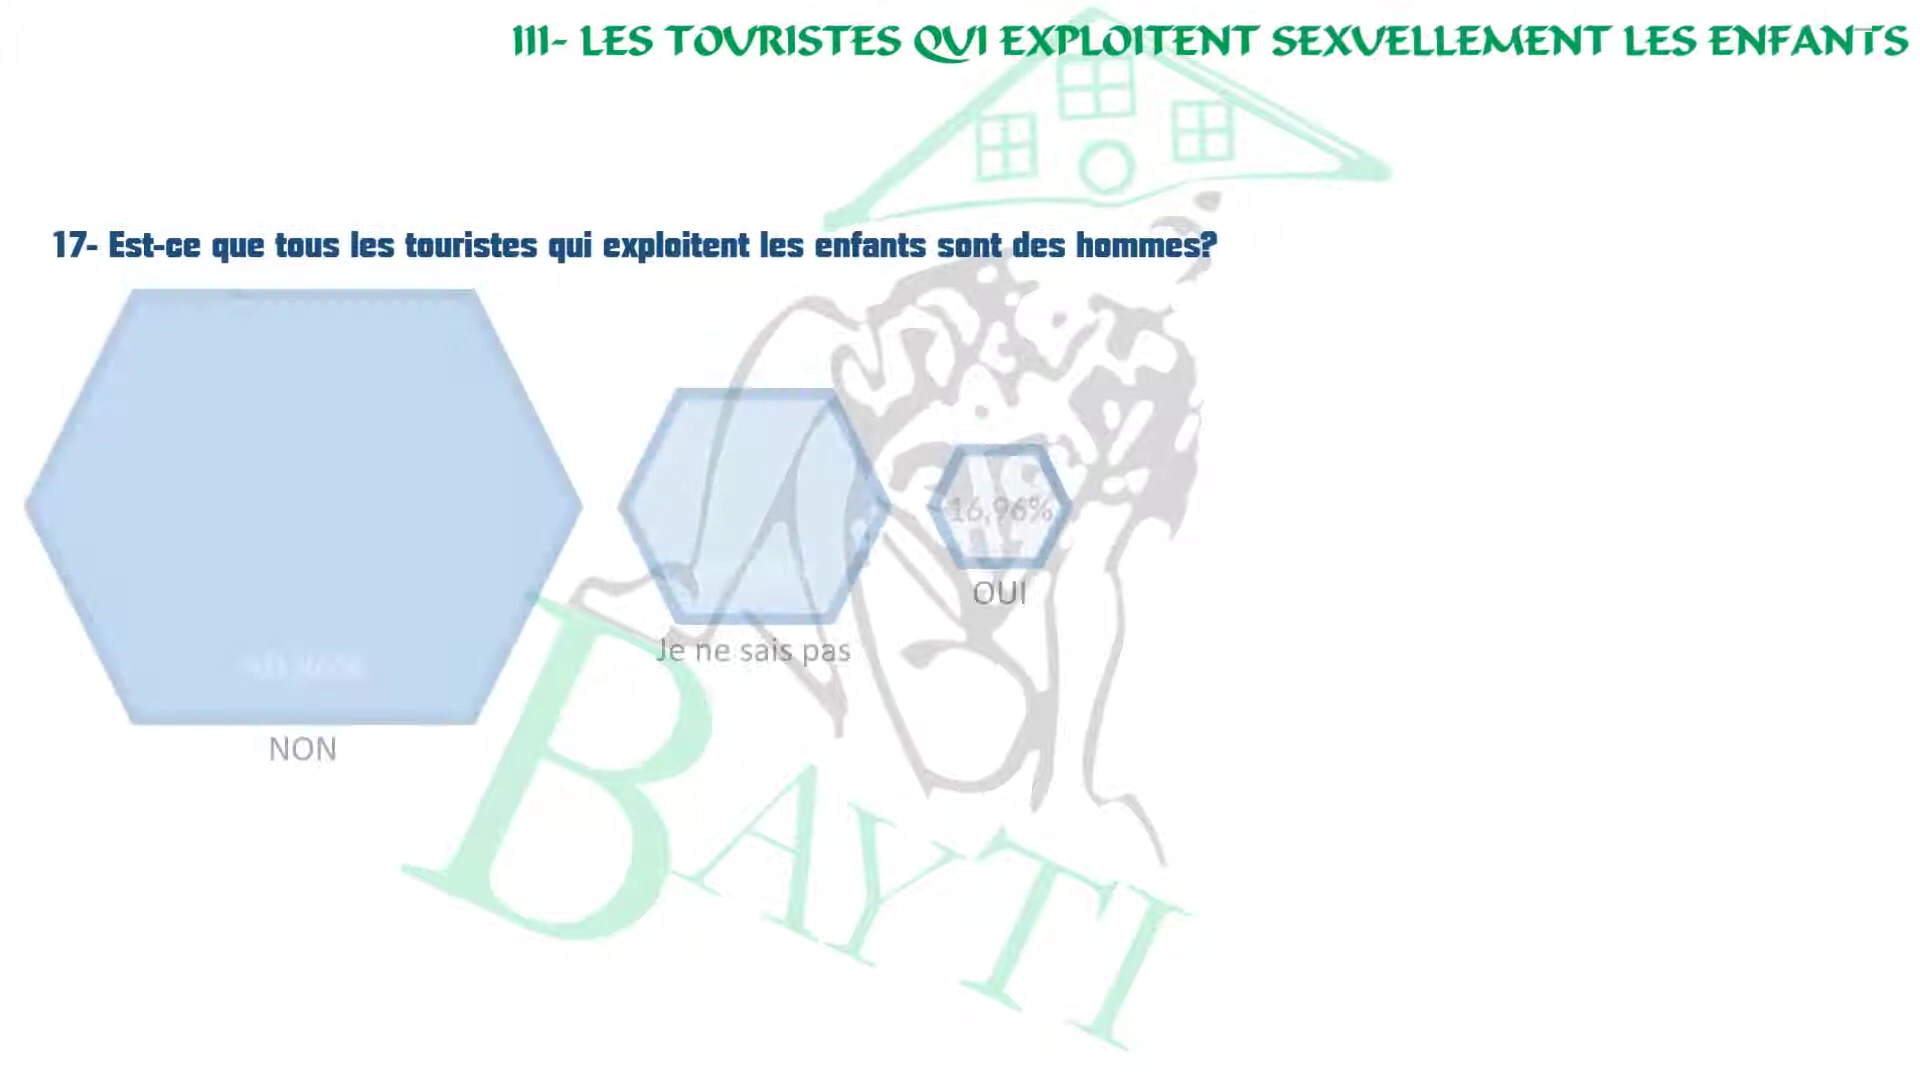 III- LES TOURISTES QUI EXPLOITENT SEXUELLEMENT LES ENFANTS
17- Est-ce que tous les touristes qui exploitent les enfants sont des hommes?
16,96%
OUI
Je ne sais pas
NON
BAYTI